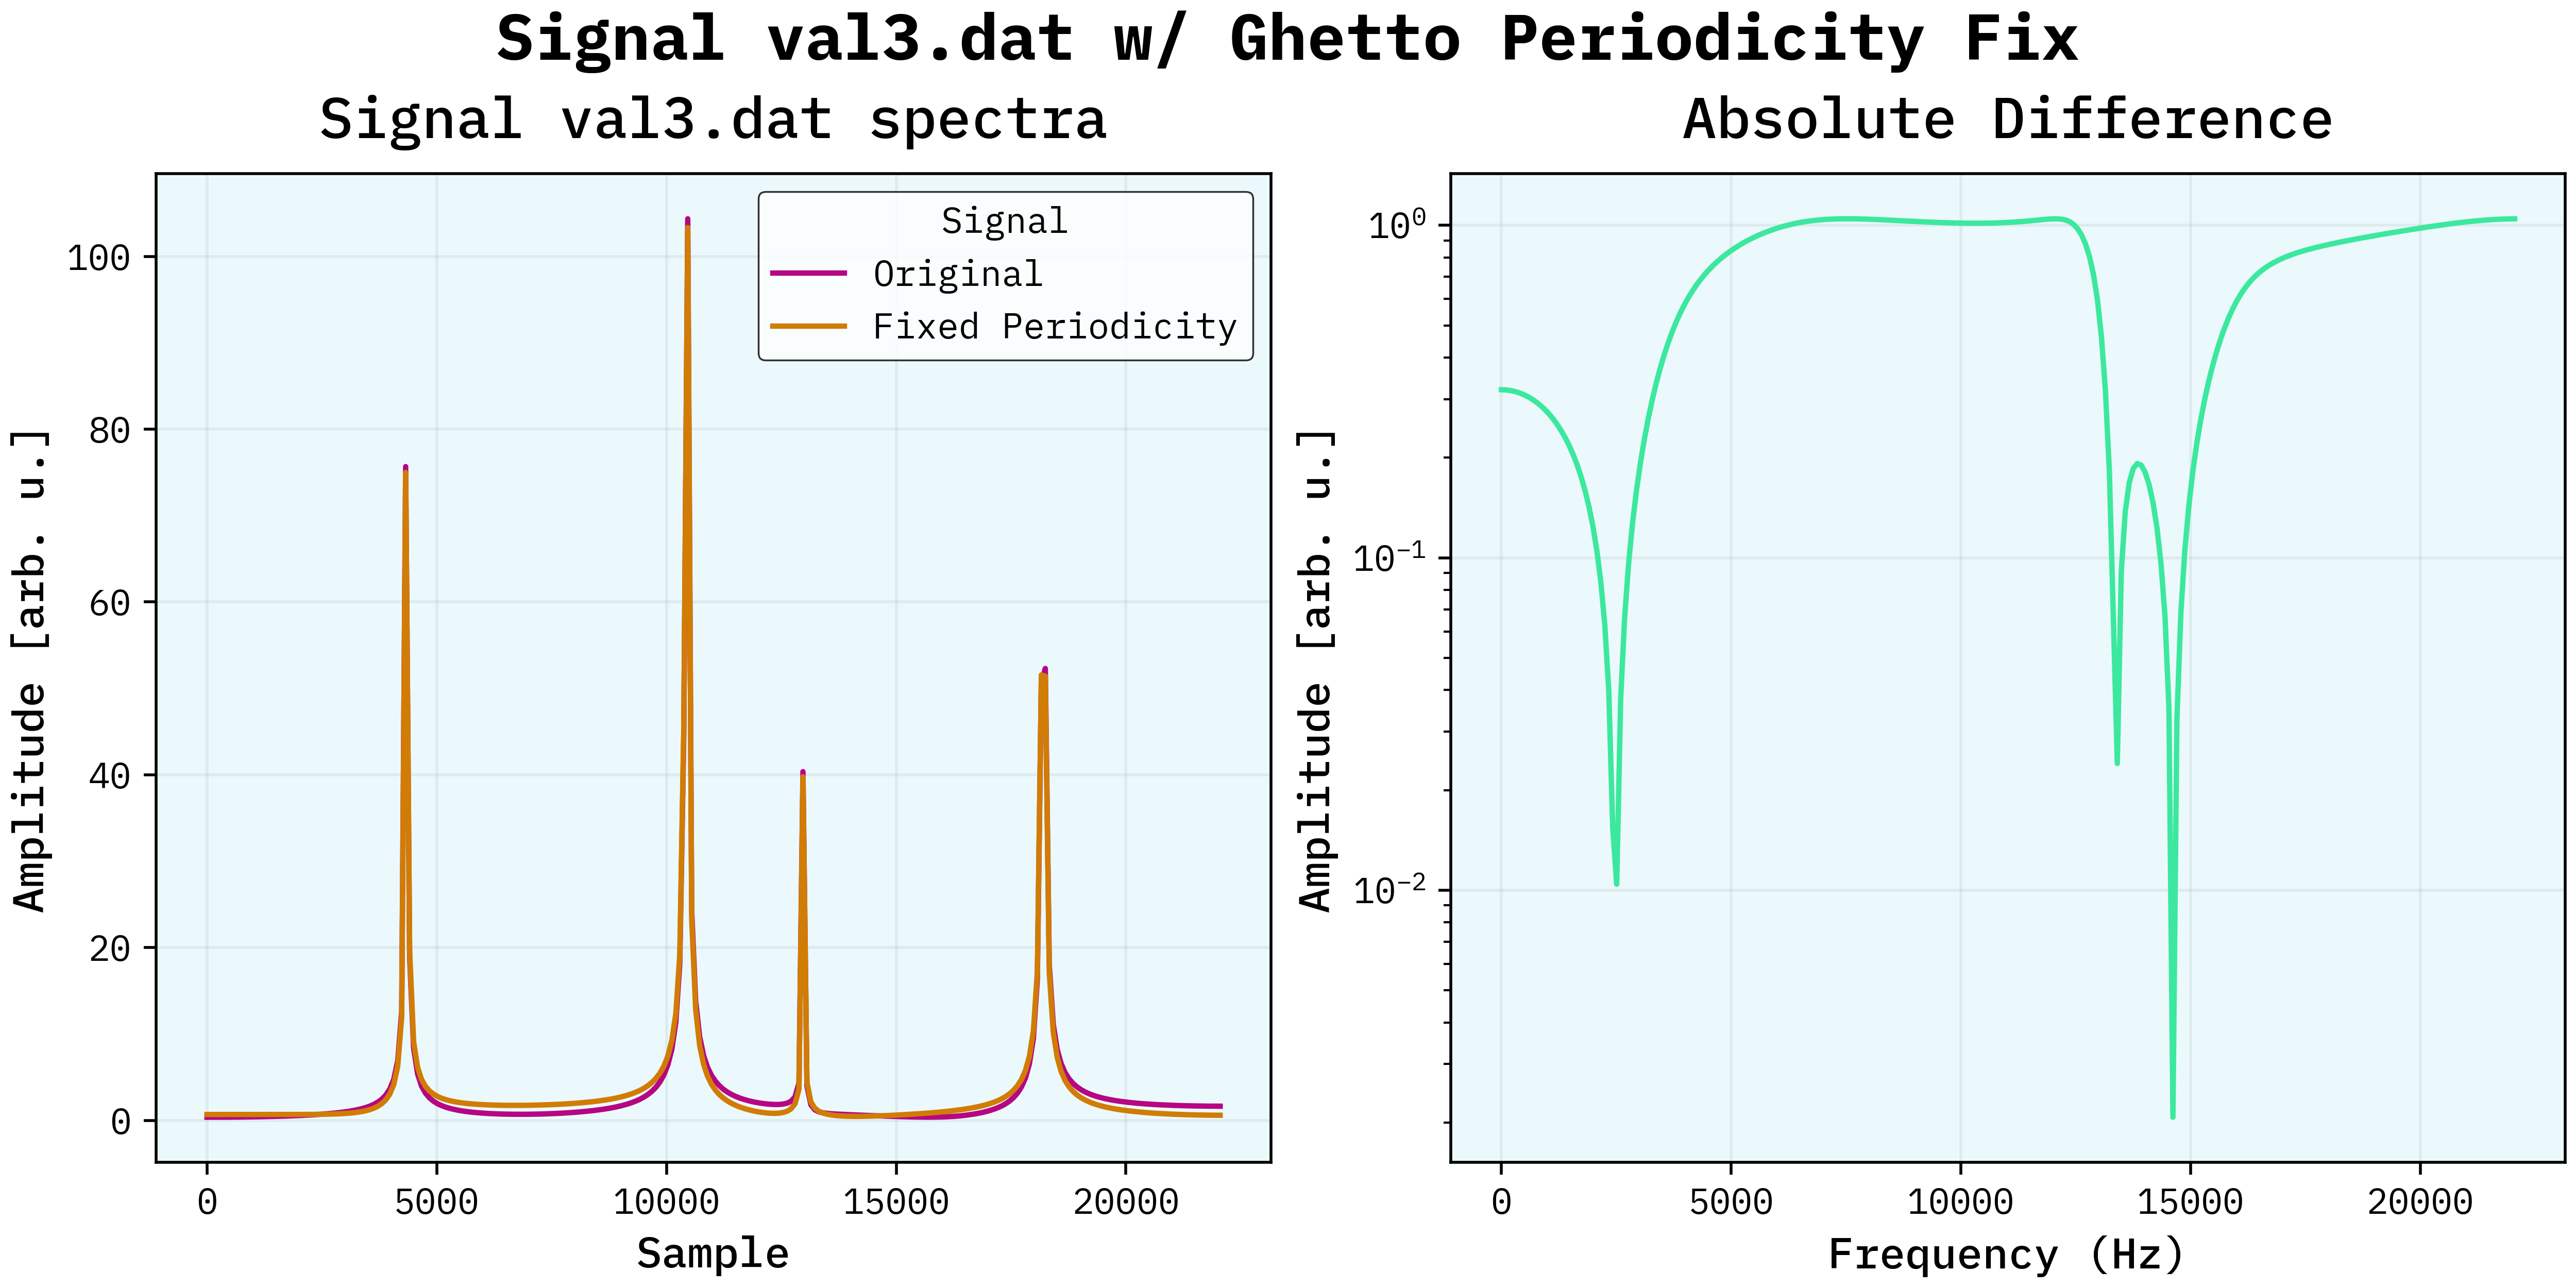 Signal val3.dat w/ Ghetto Periodicity Fix
Signal val3.dat spectra
Amplitude [arb. u.]
100
80
60
40
20
0
Signal
Original
Fixed Periodicity
0 5000 10000 15000 20000
Sample
Absolute Difference
Amplitude [arb. u.]
10⁰
10⁻¹
10⁻²
0 5000 10000 15000 20000
Frequency (Hz)